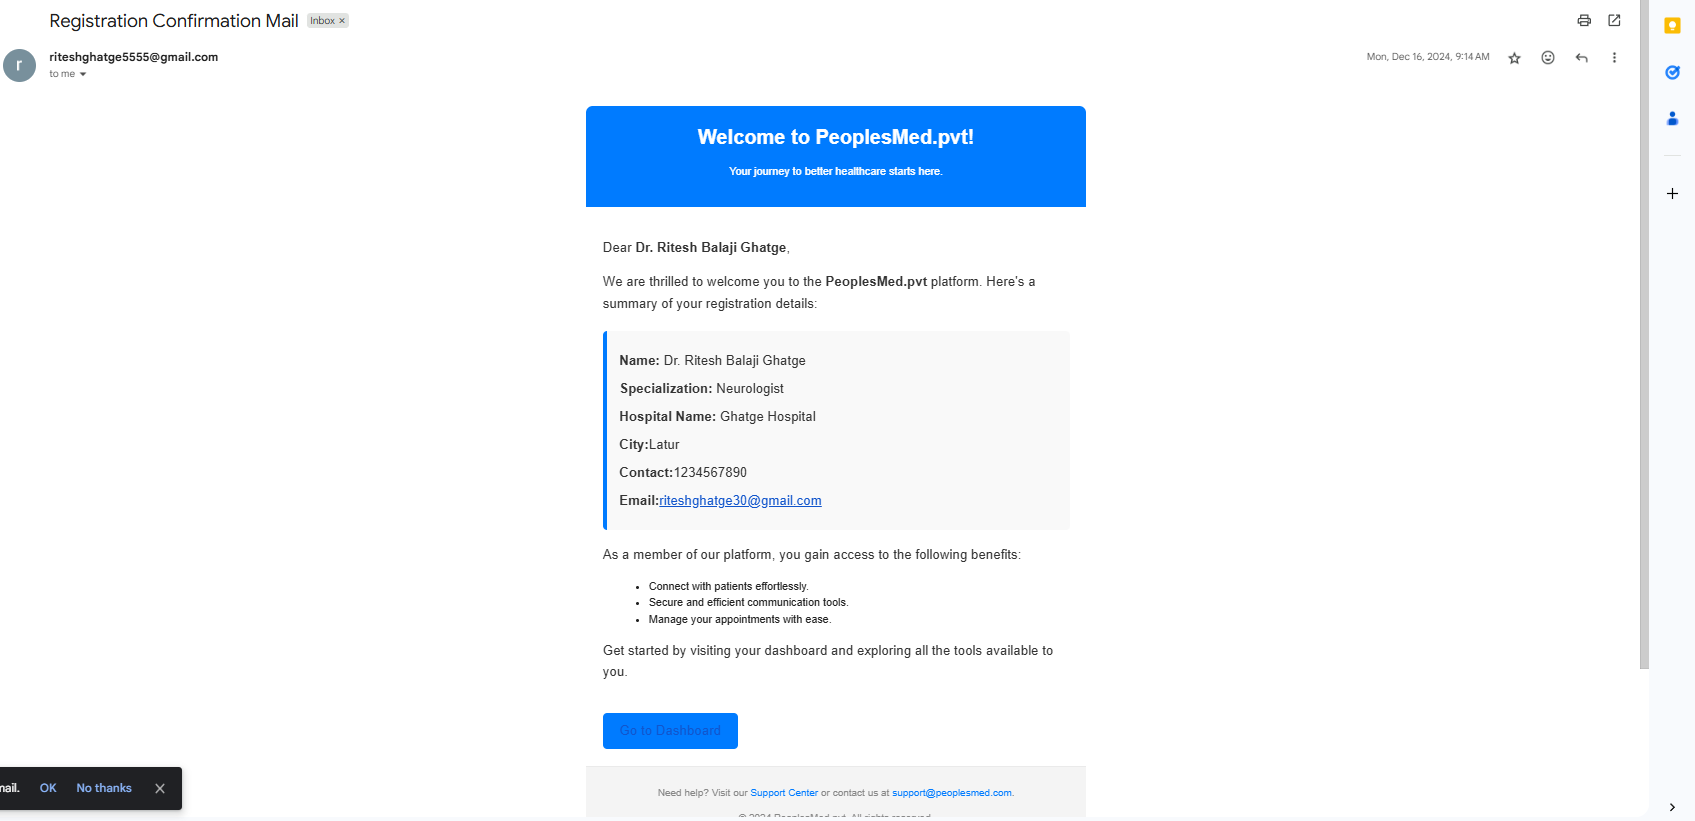 Registration Confirmation Mail Inbox ×
r
riteshghatge5555@gmail.com
to me
Mon, Dec 16, 2024, 9:14 AM
Welcome to PeoplesMed.pvt!
Your journey to better healthcare starts here.
Dear Dr. Ritesh Balaji Ghatge,
We are thrilled to welcome you to the PeoplesMed.pvt platform. Here's a
summary of your registration details:
Name: Dr. Ritesh Balaji Ghatge
Specialization: Neurologist
Hospital Name: Ghatge Hospital
City:Latur
Contact:1234567890
Email:riteshghatge30@gmail.com
As a member of our platform, you gain access to the following benefits:
• Connect with patients effortlessly.
• Secure and efficient communication tools.
• Manage your appointments with ease.
Get started by visiting your dashboard and exploring all the tools available to
you.
Go to Dashboard
nail. OK No thanks
Need help? Visit our Support Center or contact us at support@peoplesmed.com.
© 2024 PeoplesMed.pvt. All rights reserved.